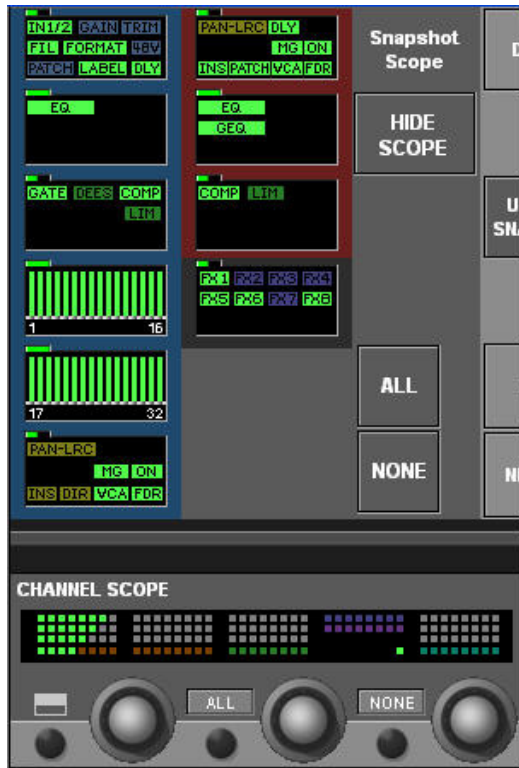 IN1/2 GAIN TRIM
FIL FORMAT 48V
PATCH LABEL DLY
PAN-LRC DLY
MG ON
INS PATCH VCA FDR
Snapshot
Scope
EQ
EQ
GEQ
HIDE
SCOPE
GATE DEES COMP
LIM
COMP LIM
1 16
FX1 FX2 FX3 FX4
FX5 FX6 FX7 FX8
17 32
ALL
PAN-LRC
MG ON
INS DIR VCA FDR
NONE
CHANNEL SCOPE
ALL
NONE